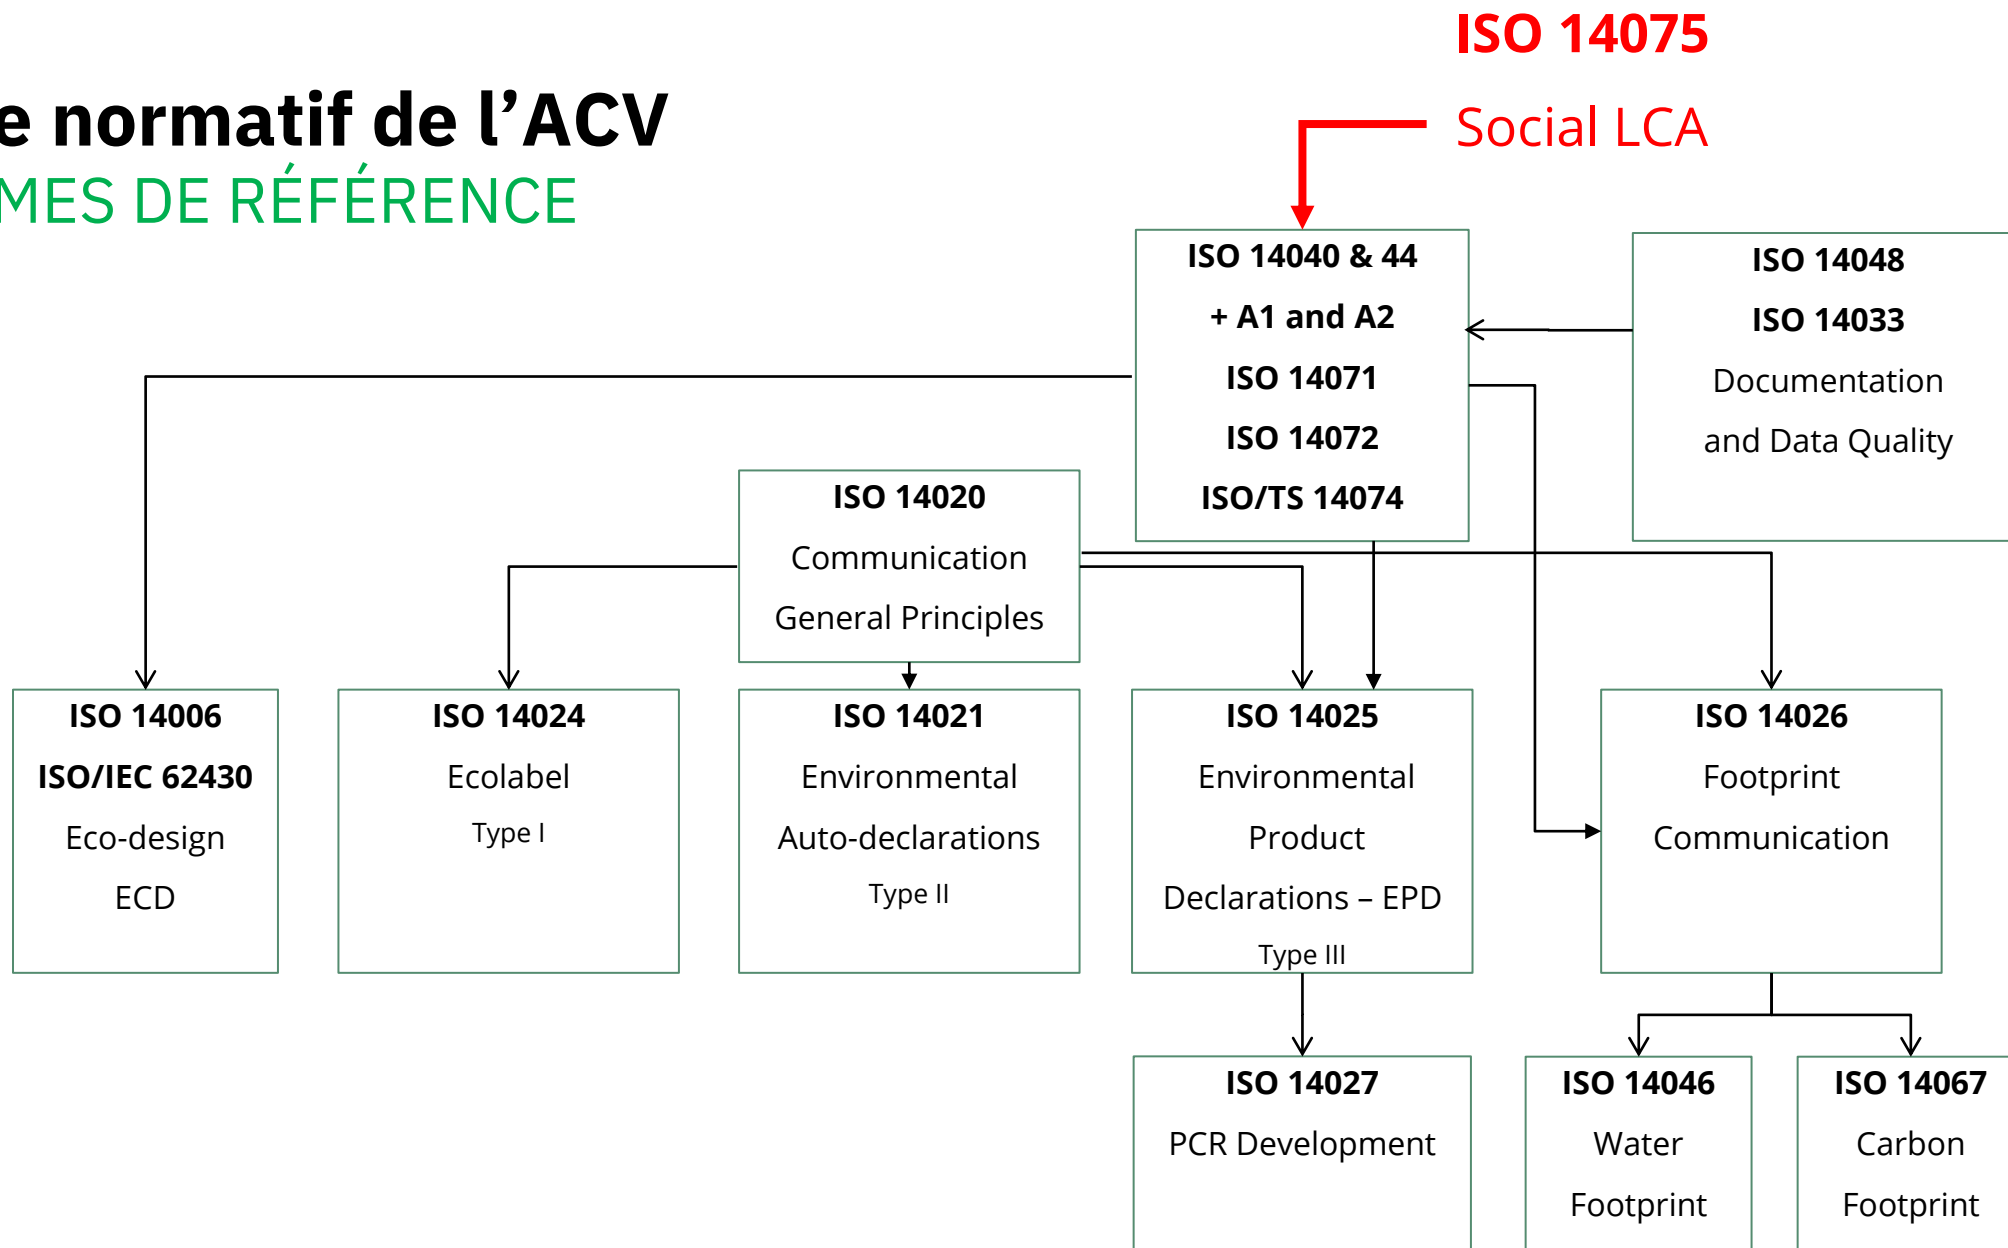 ISO 14075
Social LCA
e normatif de l’ACV
MES DE RÉFÉRENCE
ISO 14040 & 44
+ A1 and A2
ISO 14071
ISO 14072
ISO/TS 14074
ISO 14048
ISO 14033
Documentation
and Data Quality
ISO 14020
Communication
General Principles
ISO 14006
ISO/IEC 62430
Eco-design
ECD
ISO 14024
Ecolabel
Type I
ISO 14021
Environmental
Auto-declarations
Type II
ISO 14025
Environmental
Product
Declarations – EPD
Type III
ISO 14026
Footprint
Communication
ISO 14027
PCR Development
ISO 14046
Water
Footprint
ISO 14067
Carbon
Footprint